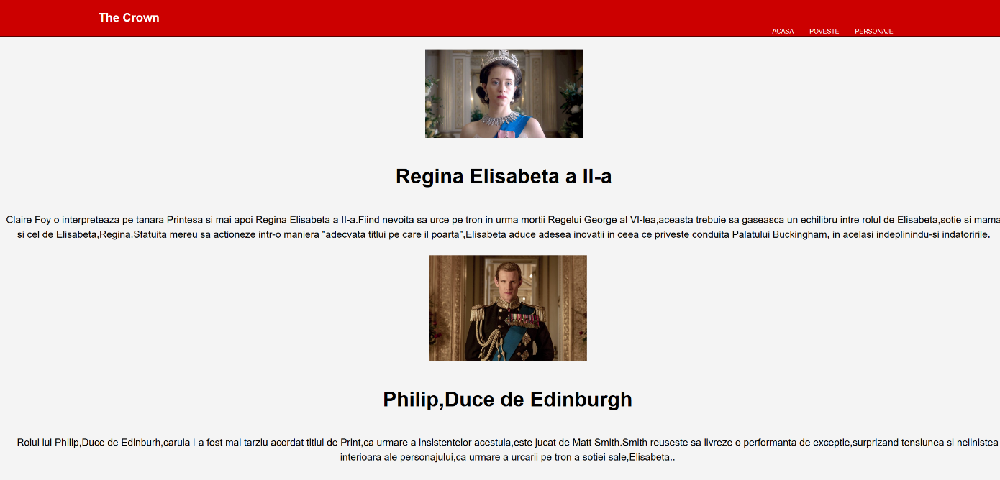 The Crown
ACASA POVESTE PERSONAJE
Regina Elisabeta a II-a
Claire Foy o interpreteaza pe tanara Printesa si mai apoi Regina Elisabeta a II-a.Fiind nevoita sa urce pe tron in urma mortii Regelui George al VI-lea,aceasta trebuie sa gaseasca un echilibru intre rolul de Elisabeta,sotie si mama
si cel de Elisabeta,Regina.Sfatuita mereu sa actioneze intr-o maniera "adecvata titlui pe care il poarta",Elisabeta aduce adesea inovatii in ceea ce priveste conduita Palatului Buckingham, in acelasi indeplinindu-si indatoririle.
Philip,Duce de Edinburgh
Rolul lui Philip,Duce de Edinburh,caruia i-a fost mai tarziu acordat titlul de Print,ca urmare a insistentelor acestuia,este jucat de Matt Smith.Smith reuseste sa livreze o performanta de exceptie,surprizand tensiunea si nelinistea
interioara ale personajului,ca urmare a urcarii pe tron a sotiei sale,Elisabeta..